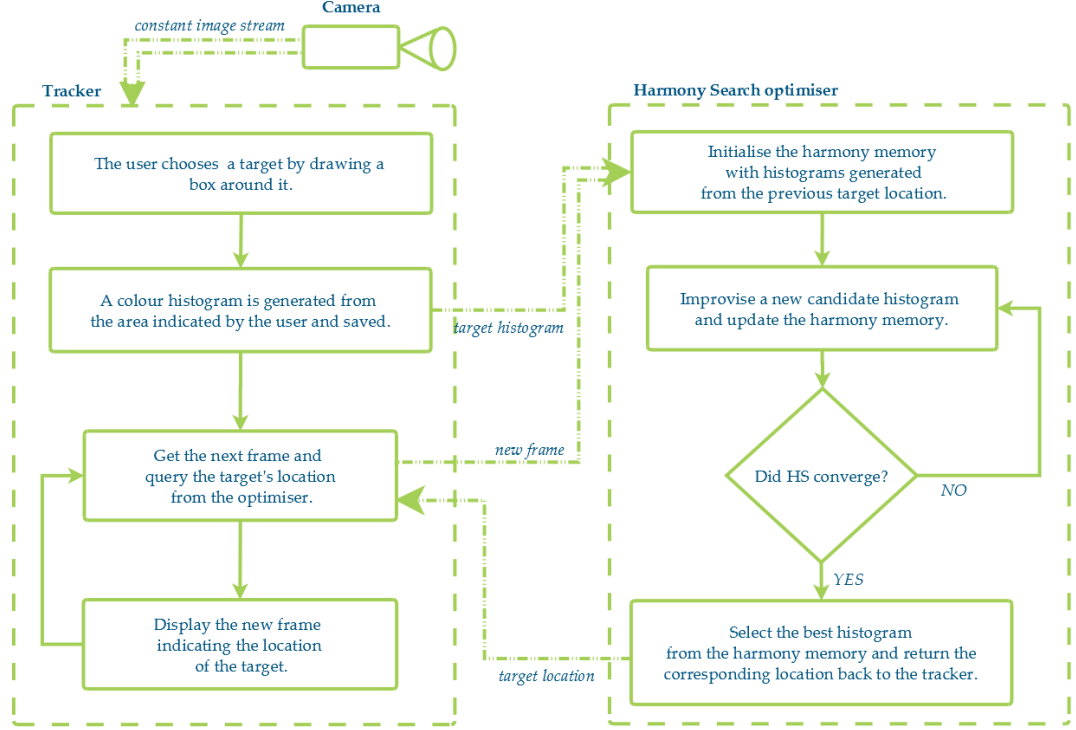 Camera
constant image stream
Tracker
The user chooses a target by drawing a
box around it.
A colour histogram is generated from
the area indicated by the user and saved.
target histogram
Get the next frame and
query the target's location
from the optimiser.
new frame
Display the new frame
indicating the location
of the target.
target location
Harmony Search optimiser
Initialise the harmony memory
with histograms generated
from the previous target location.
Improvise a new candidate histogram
and update the harmony memory.
Did HS converge?
NO
YES
Select the best histogram
from the harmony memory and return the
corresponding location back to the tracker.